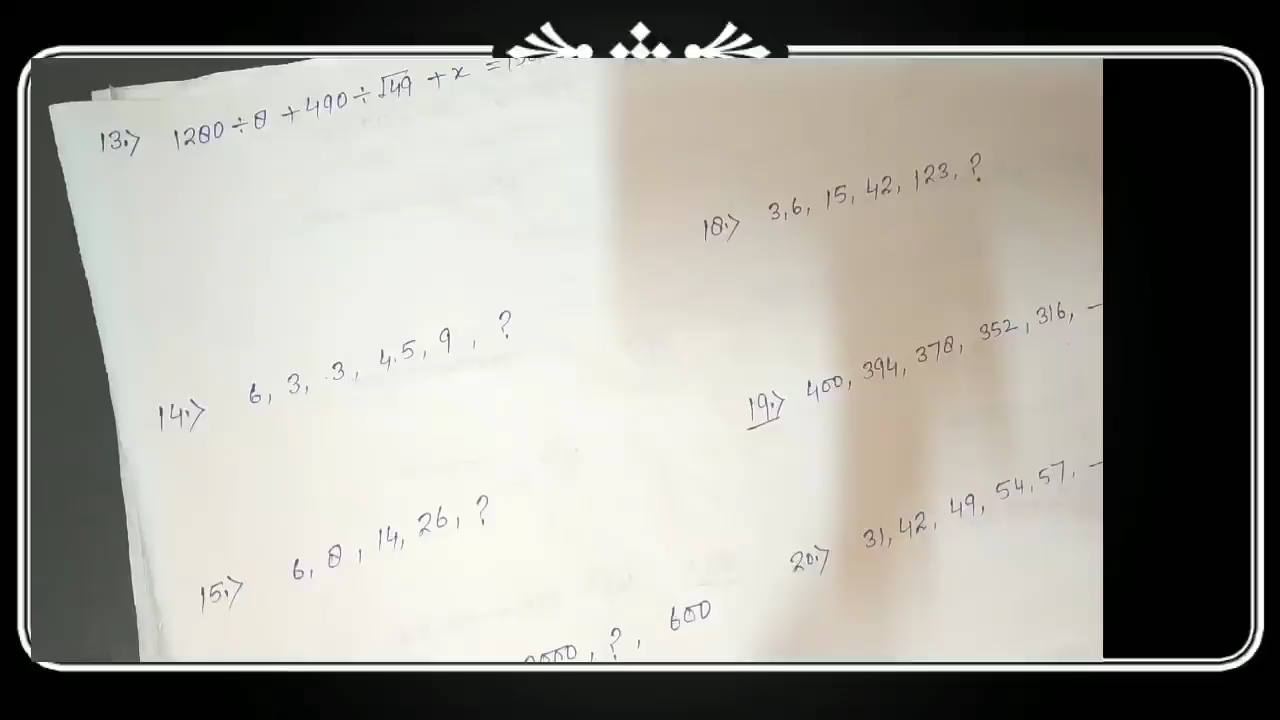 13.> 1280÷8 +490÷√49 +x =
14.> 6, 3, 3, 4.5, 9, ?
15.> 6, 8, 14, 26, ?
?, 600
18.> 3,6, 15, 42, 123, ?
19.> 400, 394, 378, 352, 316, –
20.> 31, 42, 49, 54, 57, –